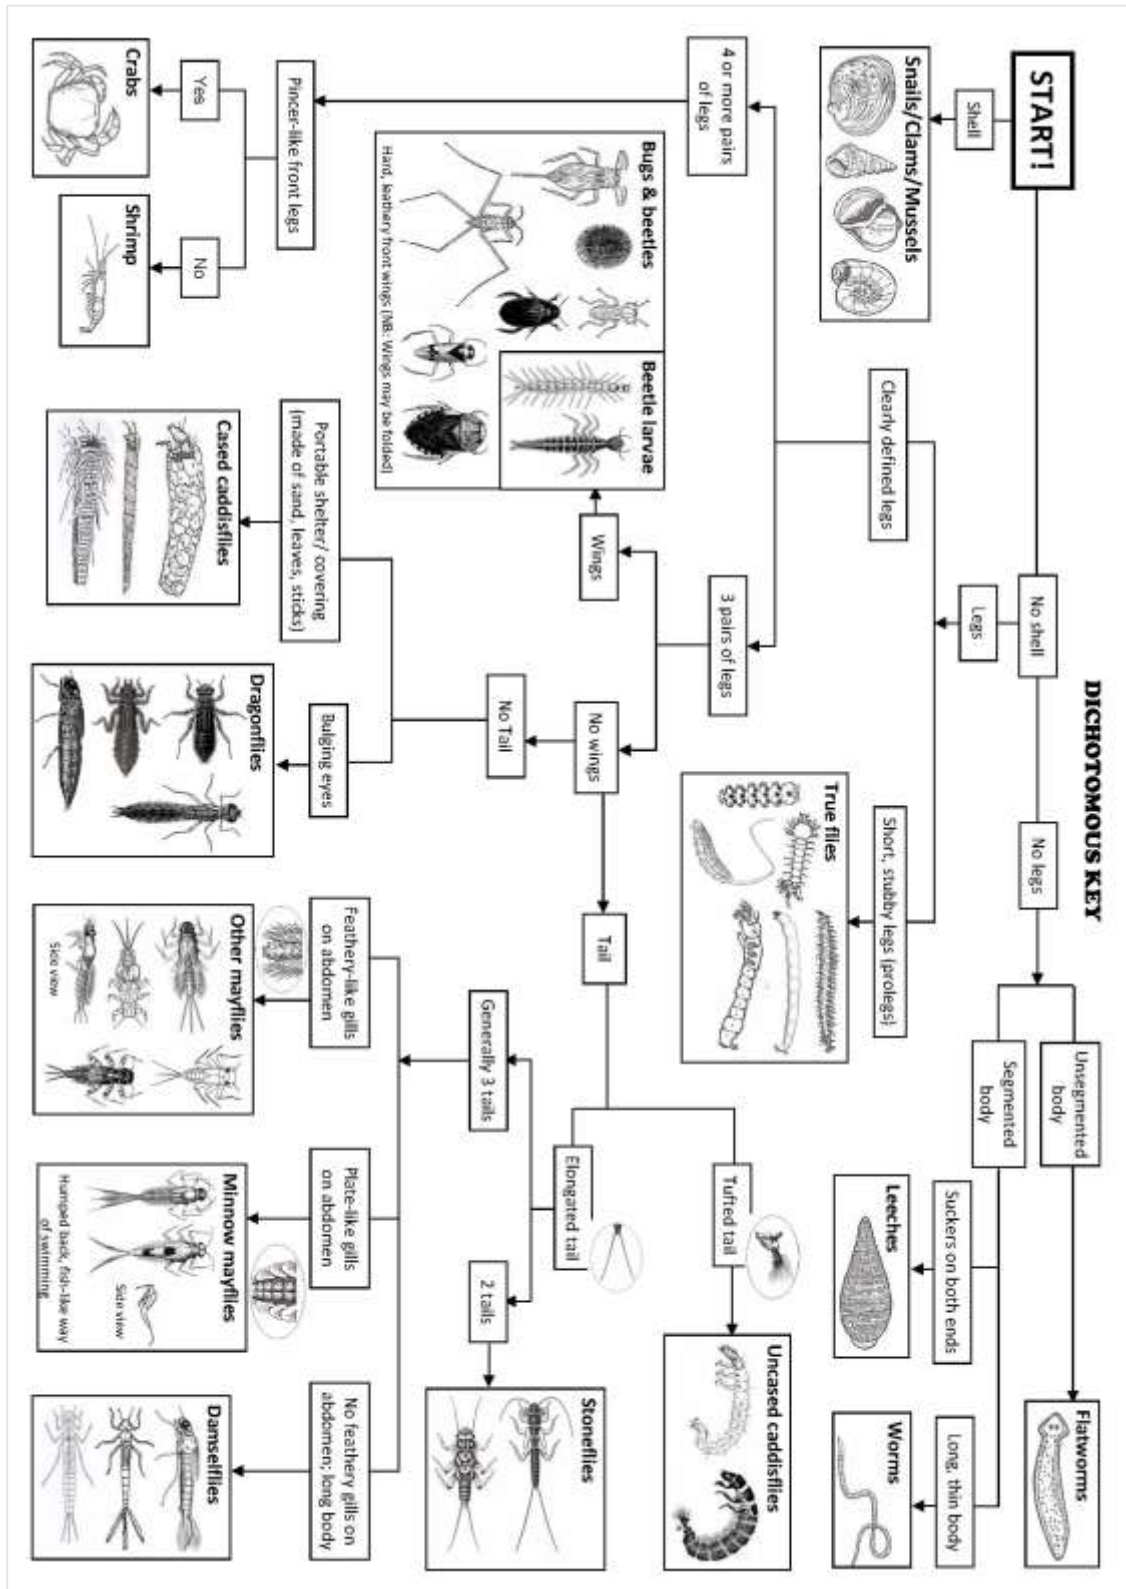 DICHOTOMOUS KEY
START!
Shell
Snails/Clams/Mussels
No shell
Legs
No legs
Unsegmented
body
Segmented
body
Flatworms
Suckers on both ends
Leeches
Long, thin body
Worms
Clearly defined legs
Short, stubby legs (prolegs)
True flies
4 or more pairs
of legs
3 pairs of legs
Pincer-like front legs
Yes
No
Crabs
Shrimp
Wings
No wings
Bugs & beetles
Beetle larvae
Hard, leathery front wings (NB: Wings may be folded)
No Tail
Tail
Portable shelter/ covering
(made of sand, leaves, sticks)
Cased caddisflies
Bulging eyes
Dragonflies
Tufted tail
Uncased caddisflies
Elongated tail
Generally 3 tails
2 tails
Stoneflies
Feathery-like gills
on abdomen
Other mayflies
Side view
Plate-like gills
on abdomen
Minnow mayflies
Side view
Humped back, fish-like way
of swimming
No feathery gills on
abdomen; long body
Damselflies